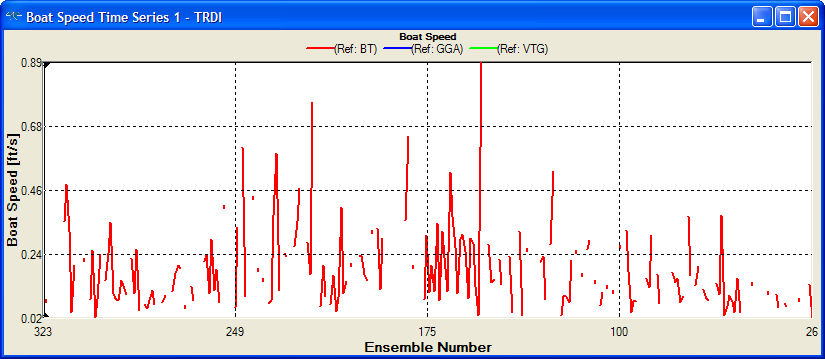 Boat Speed Time Series 1 - TRDI
Boat Speed
(Ref: BT) (Ref: GGA) (Ref: VTG)
0.89
0.68
0.46
0.24
0.02
Boat Speed [ft/s]
323 249 175 100 26
Ensemble Number